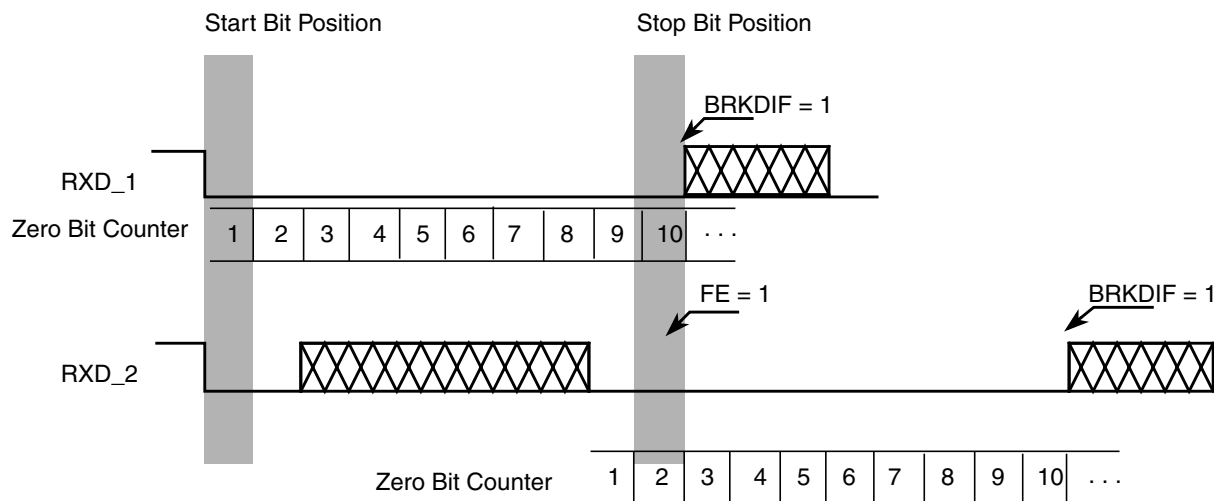 Start Bit Position Stop Bit Position
BRKDIF = 1
RXD_1
Zero Bit Counter 1 2 3 4 5 6 7 8 9 10 . . .
FE = 1 BRKDIF = 1
RXD_2
Zero Bit Counter 1 2 3 4 5 6 7 8 9 10 . . .